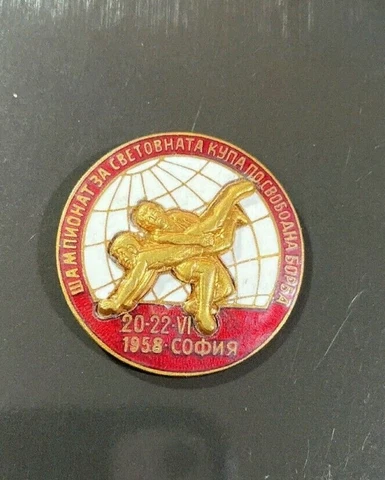 ШАМПИОНАТ ЗА СВЕТОВНАТА КУПА ПО СВОБОДНА БОРБА
20-22-VI
1958·СОФИЯ